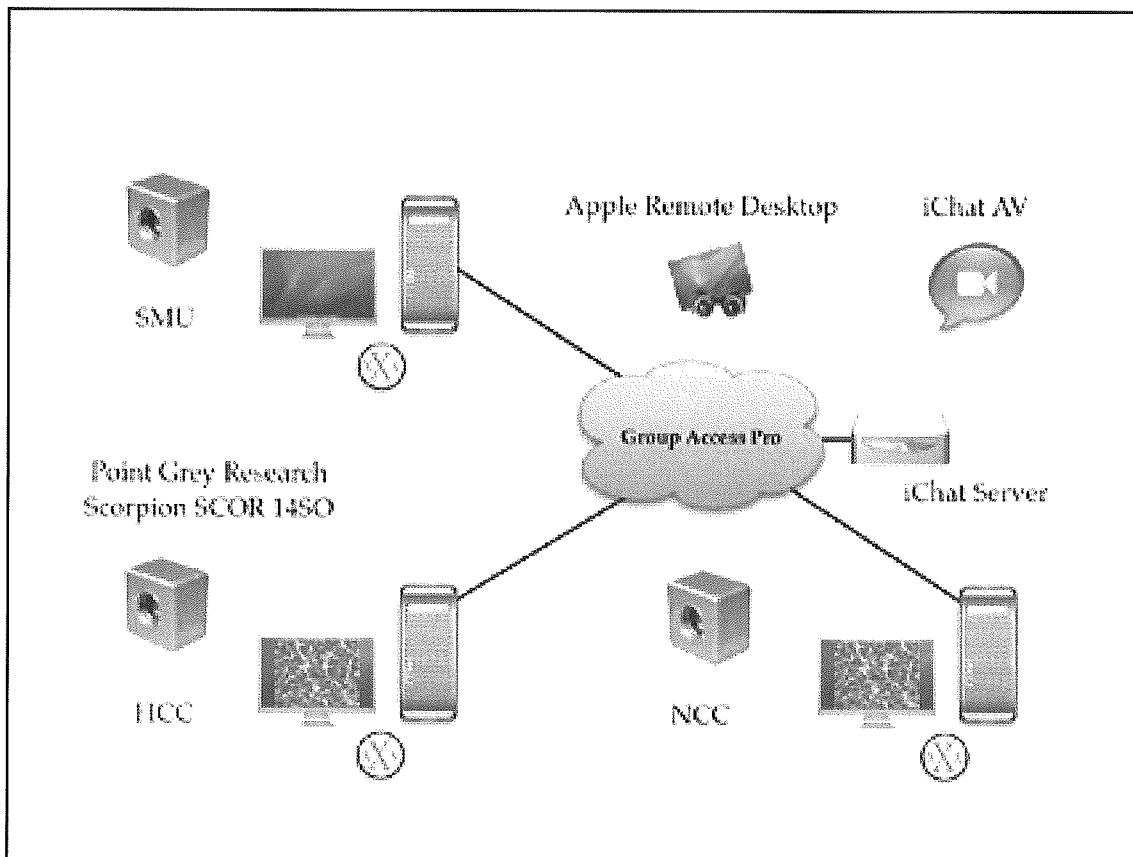 Apple Remote Desktop
iChat AV
SMU
Group Access Pro
Point Grey Research
Scorpion SCOR 14SO
iChat Server
HCC
NCC
X
X
X